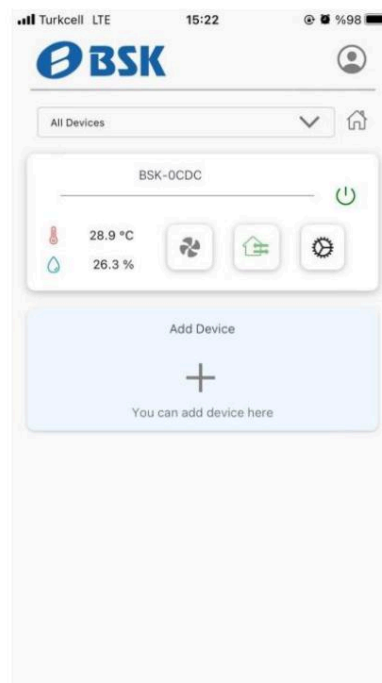 Turkcell LTE 15:22 %98
BSK
All Devices
BSK-0CDC
28.9 °C
26.3 %
Add Device
You can add device here